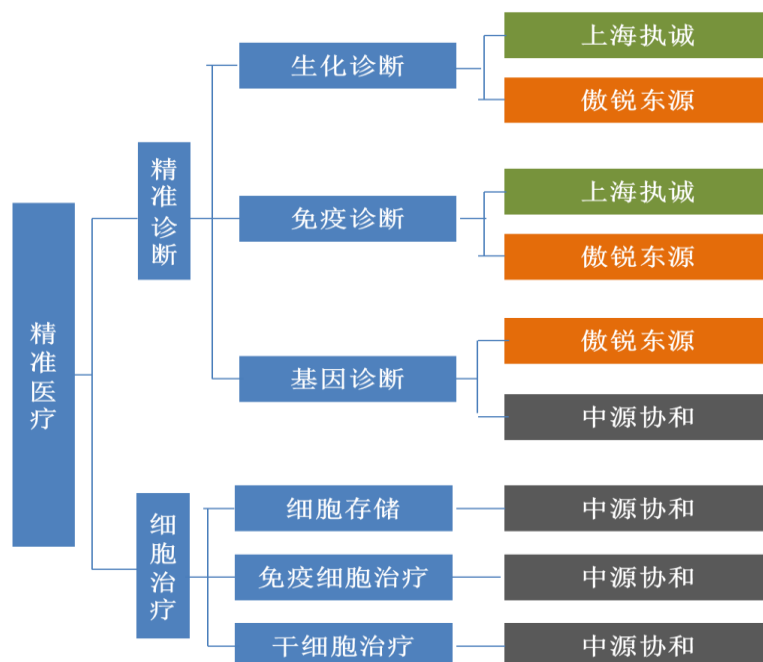 精准医疗
精准诊断
生化诊断
上海执诚
傲锐东源
免疫诊断
上海执诚
傲锐东源
基因诊断
傲锐东源
中源协和
细胞治疗
细胞存储
中源协和
免疫细胞治疗
中源协和
干细胞治疗
中源协和